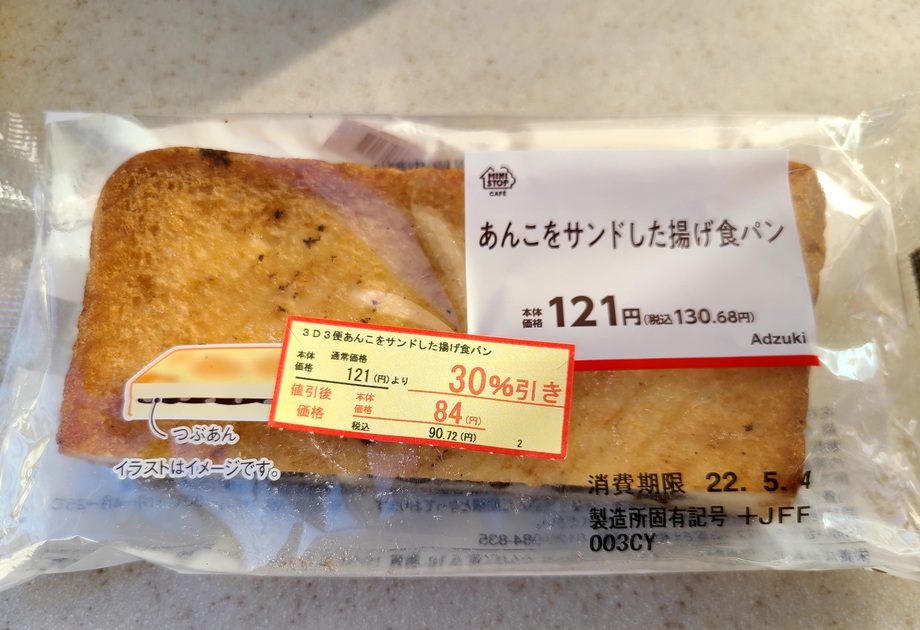 MINI
STOP
CAFÉ
あんこをサンドした揚げ食パン
本体価格 121円(税込130.68円)
Adzuki
3D3便あんこをサンドした揚げ食パン
本体価格 通常価格
121(円)より
30%引き
値引後価格 本体価格 84(円)
税込 90.72(円) 2
つぶあん
イラストはイメージです。
消費期限 22. 5. 4
製造所固有記号 +JFF
003CY